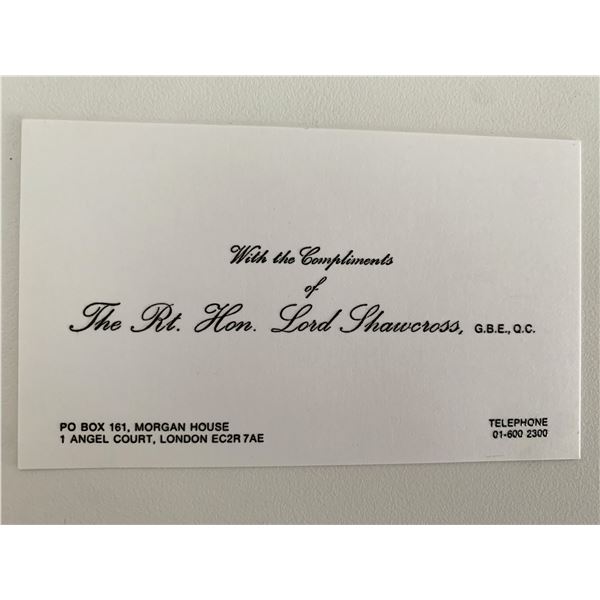 With the Compliments
of
The Rt. Hon. Lord Shawcross, G.B.E., Q.C.
PO BOX 161, MORGAN HOUSE
1 ANGEL COURT, LONDON EC2R 7AE
TELEPHONE
01-600 2300